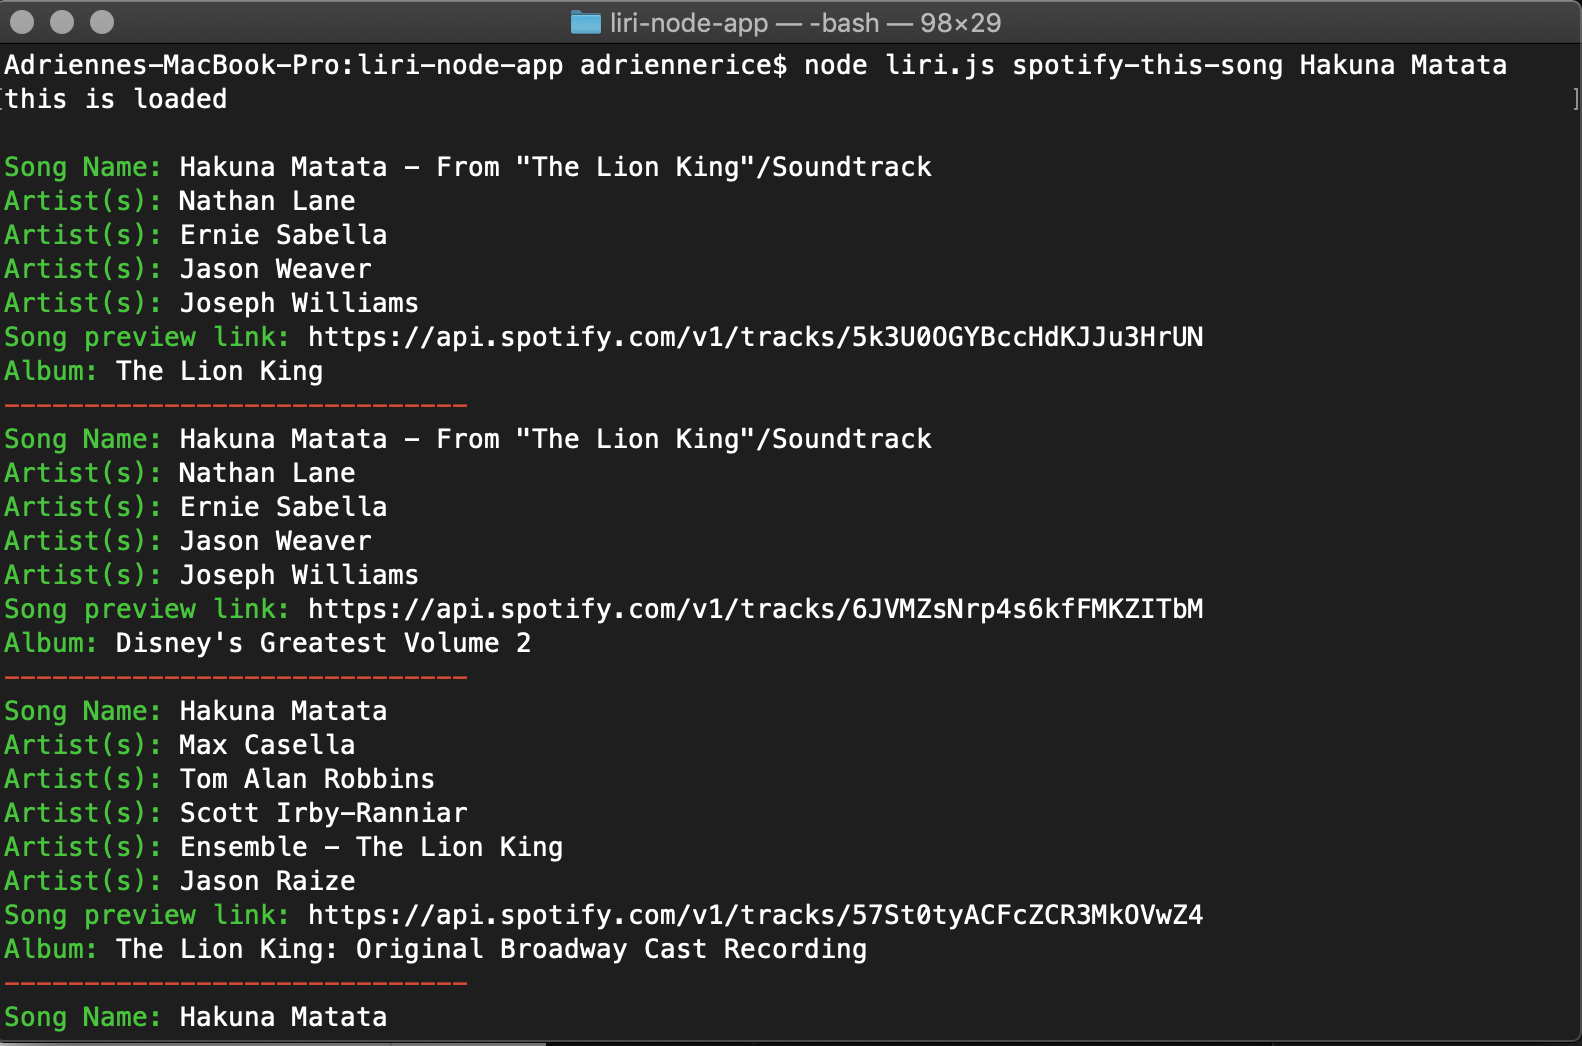 liri-node-app — -bash — 98×29
Adriennes-MacBook-Pro:liri-node-app adriennerice$ node liri.js spotify-this-song Hakuna Matata
[this is loaded ]
Song Name: Hakuna Matata - From "The Lion King"/Soundtrack
Artist(s): Nathan Lane
Artist(s): Ernie Sabella
Artist(s): Jason Weaver
Artist(s): Joseph Williams
Song preview link: https://api.spotify.com/v1/tracks/5k3U0OGYBccHdKJJu3HrUN
Album: The Lion King
-----------------------------
Song Name: Hakuna Matata - From "The Lion King"/Soundtrack
Artist(s): Nathan Lane
Artist(s): Ernie Sabella
Artist(s): Jason Weaver
Artist(s): Joseph Williams
Song preview link: https://api.spotify.com/v1/tracks/6JVMZsNrp4s6kfFMKZITbM
Album: Disney's Greatest Volume 2
-----------------------------
Song Name: Hakuna Matata
Artist(s): Max Casella
Artist(s): Tom Alan Robbins
Artist(s): Scott Irby-Ranniar
Artist(s): Ensemble - The Lion King
Artist(s): Jason Raize
Song preview link: https://api.spotify.com/v1/tracks/57St0tyACFcZCR3MkOVwZ4
Album: The Lion King: Original Broadway Cast Recording
-----------------------------
Song Name: Hakuna Matata